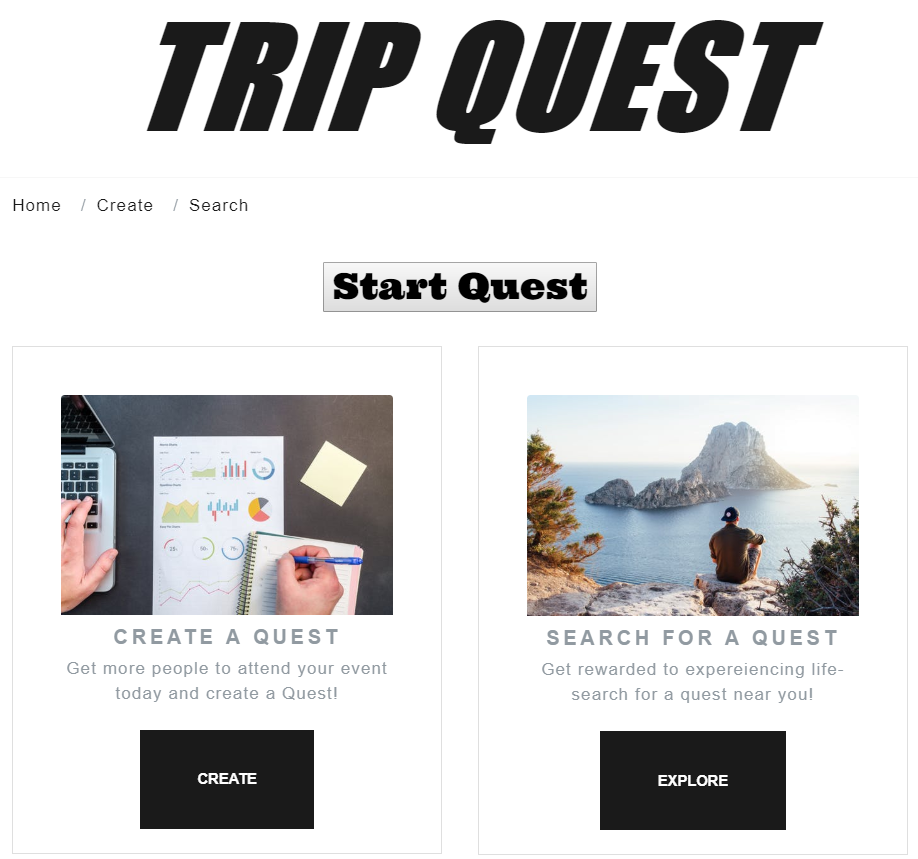 TRIP QUEST
Home / Create / Search
Start Quest
CREATE A QUEST
Get more people to attend your event
today and create a Quest!
CREATE
SEARCH FOR A QUEST
Get rewarded to expereiencing life-
search for a quest near you!
EXPLORE